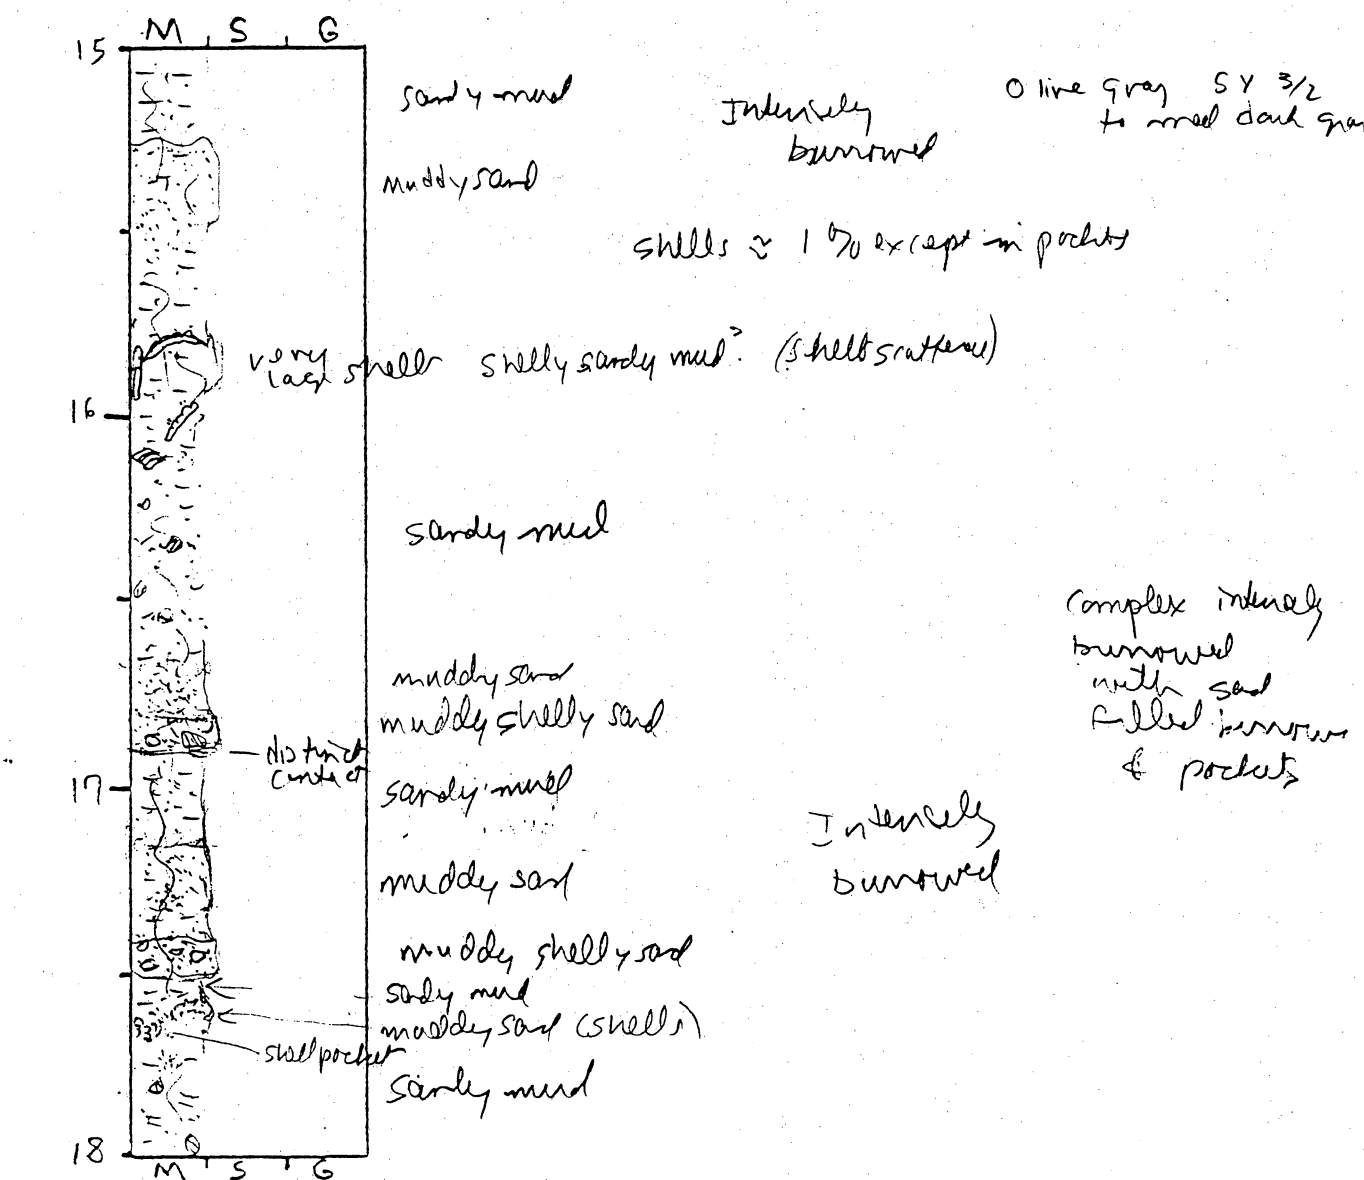 M S G
15
sandy mud
Intensely
burrowed
Olive Gray 5Y 3/2
to med dark gray
muddy sand
shells ≈ 1% except in pockets
very
large shell
shelly sandy mud? (shells scattered)
16
sandy mud
Complex intensely
burrowed
with sand
filled burrows
& pockets
muddy sand
muddy shelly sand
distinct
contact
17
sandy mud
Intensely
burrowed
muddy sand
muddy shelly sand
sandy mud
muddy sand (shells)
shell pocket
sandy mud
18
M S G